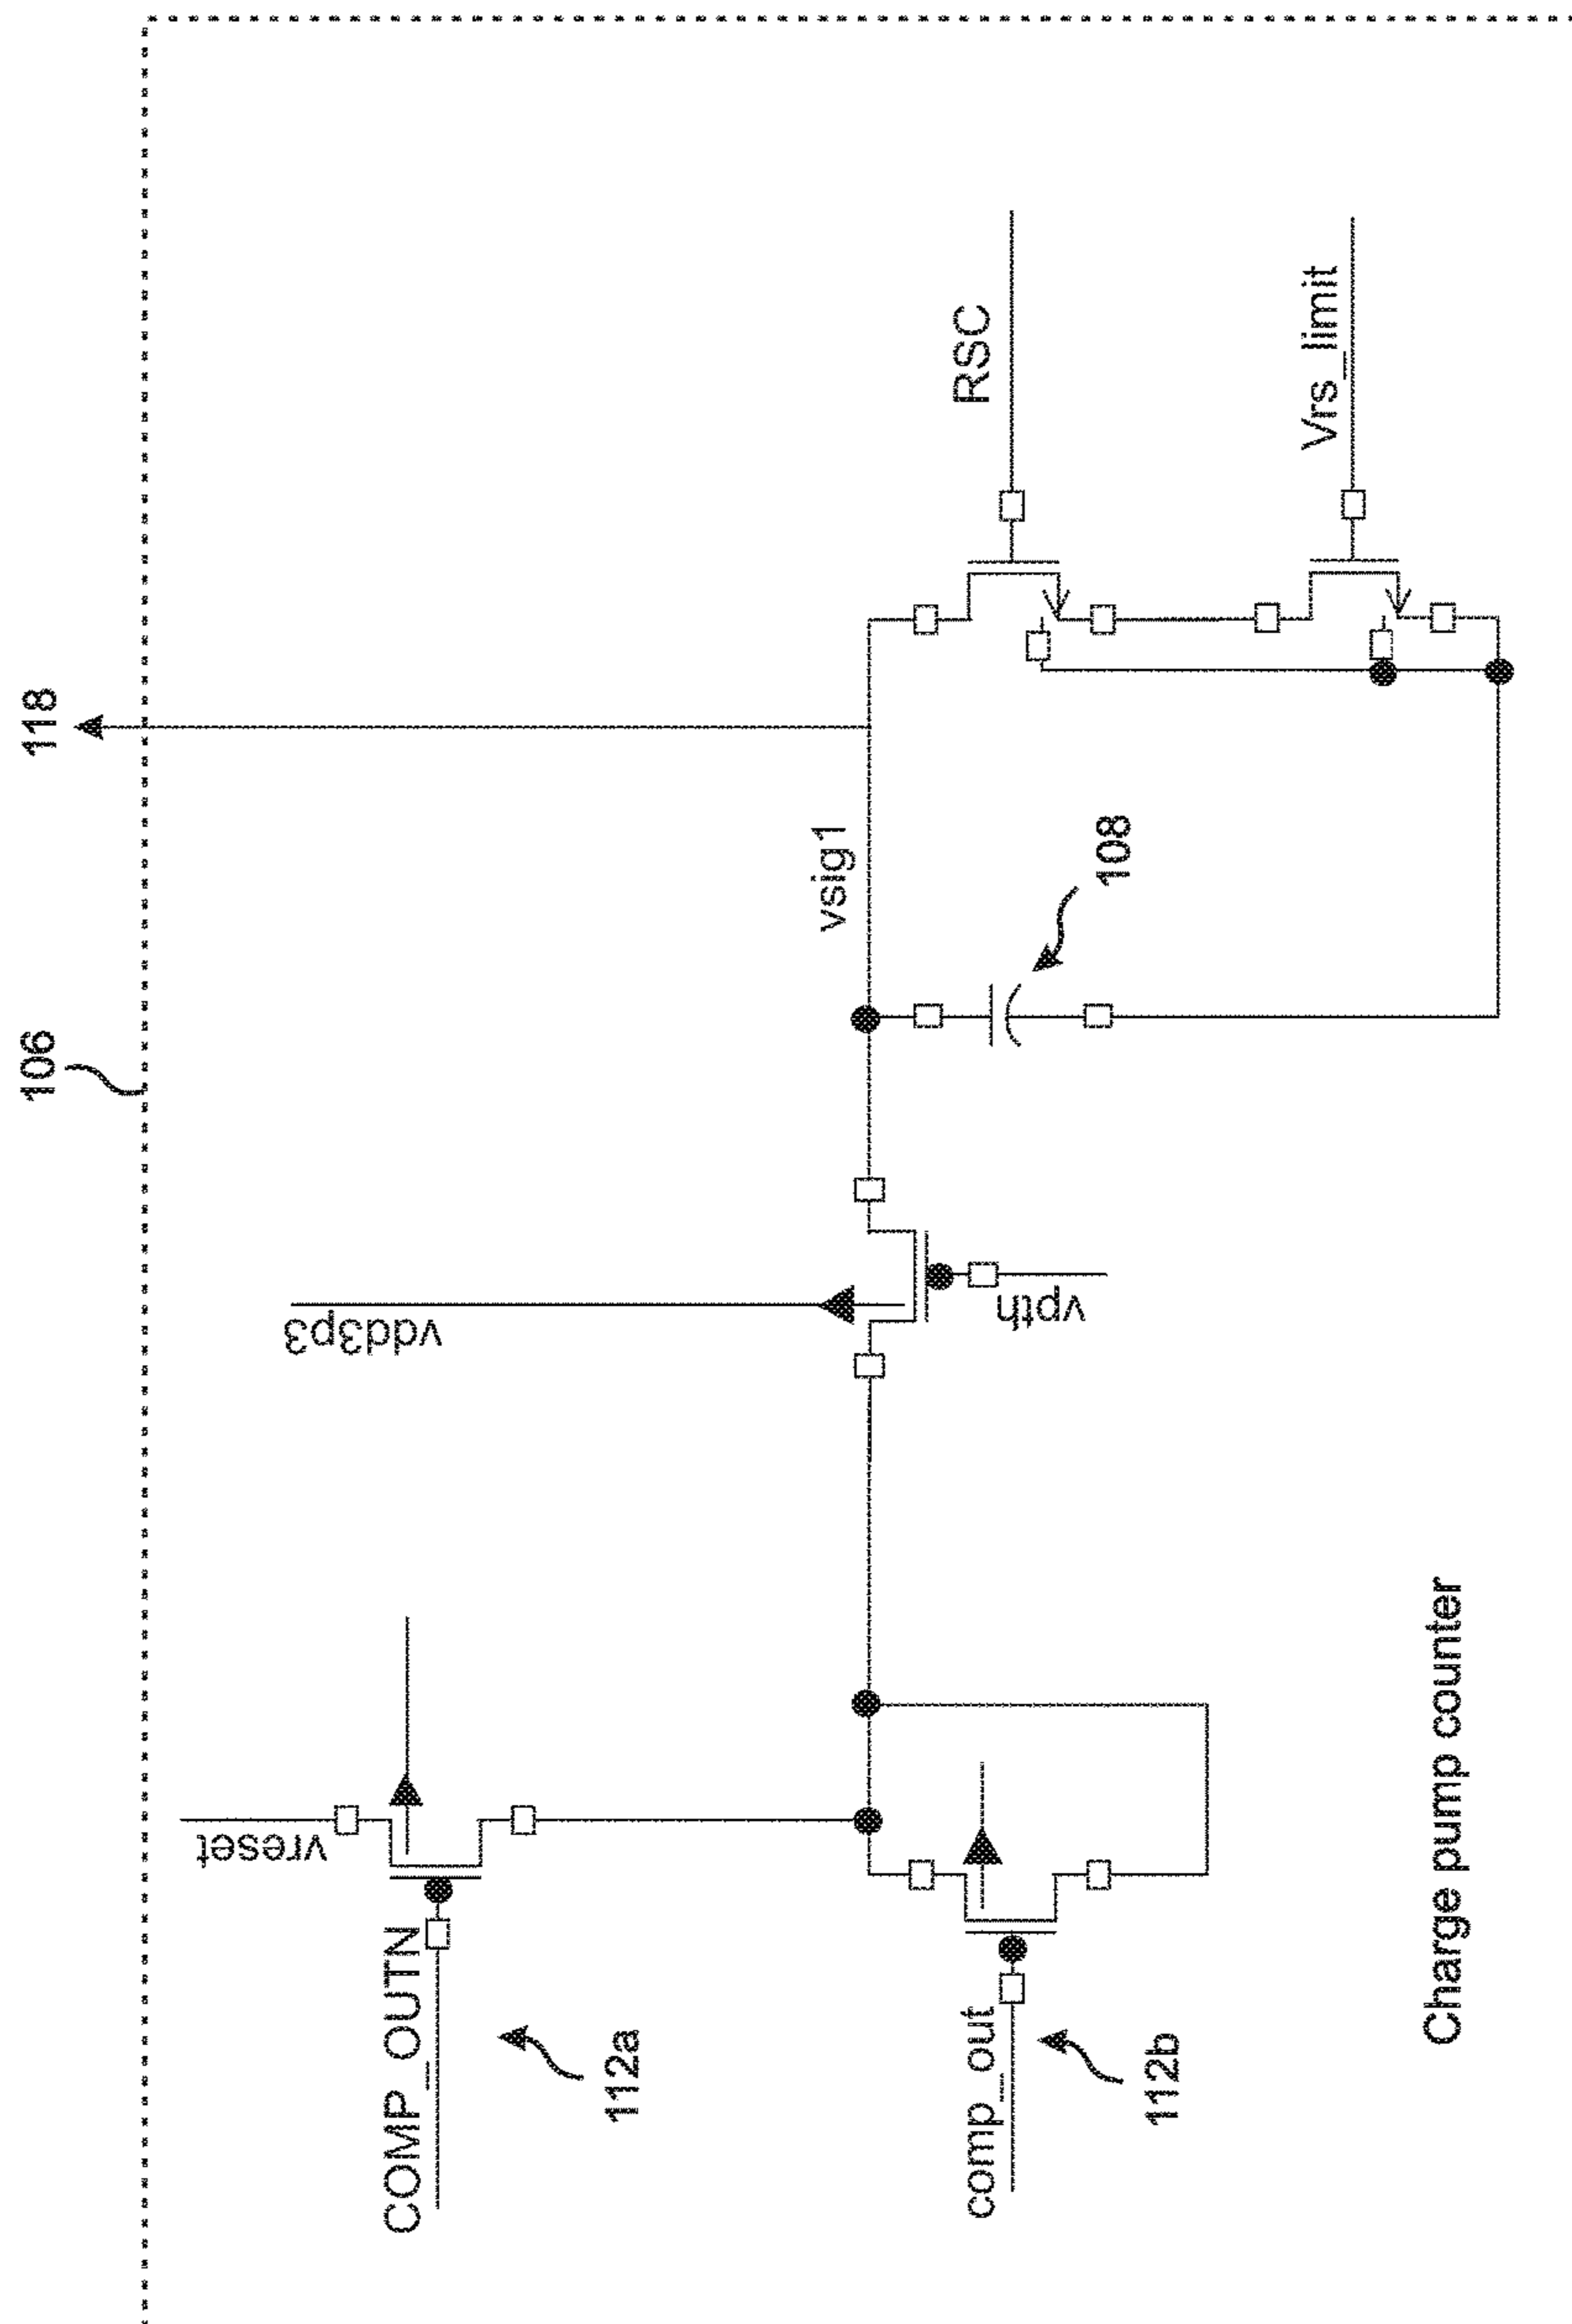 106
118
vreset
COMP_OUTN
112a
vdd3p3
vsig1
RSC
comp_out
112b
vpth
108
Vrs_limit
Charge pump counter